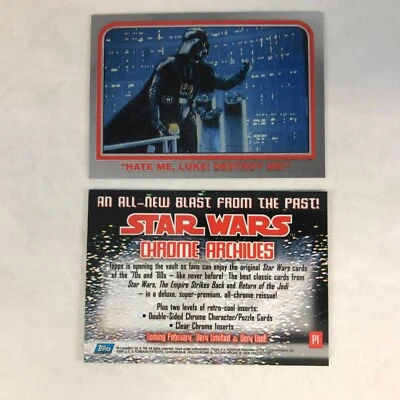 "HATE ME, LUKE! DESTROY ME!"
AN ALL-NEW BLAST FROM THE PAST!
STAR WARS
CHROME ARCHIVES
Topps is opening the vault so fans can enjoy the original Star Wars cards
of the '70s and '80s – like never before! The best classic cards from
Star Wars, The Empire Strikes Back and Return of the Jedi
– in a deluxe, super-premium, all-chrome reissue!
Plus two levels of retro-cool inserts:
• Double-Sided Chrome Character/Puzzle Cards
• Clear Chrome Inserts
Coming February. Very Limited & Very Cool!
Topps
P1